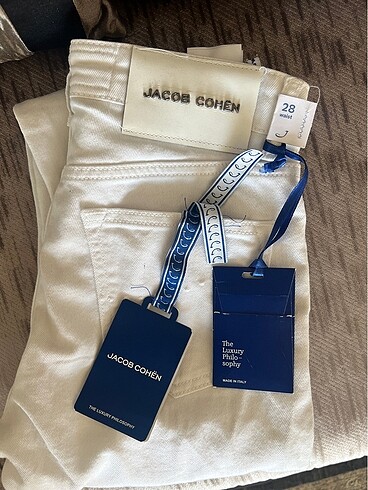 JACOB COHËN
28
waist
JACOB COHËN
THE LUXURY PHILOSOPHY
The
Luxury
Philo-
sophy
MADE IN ITALY